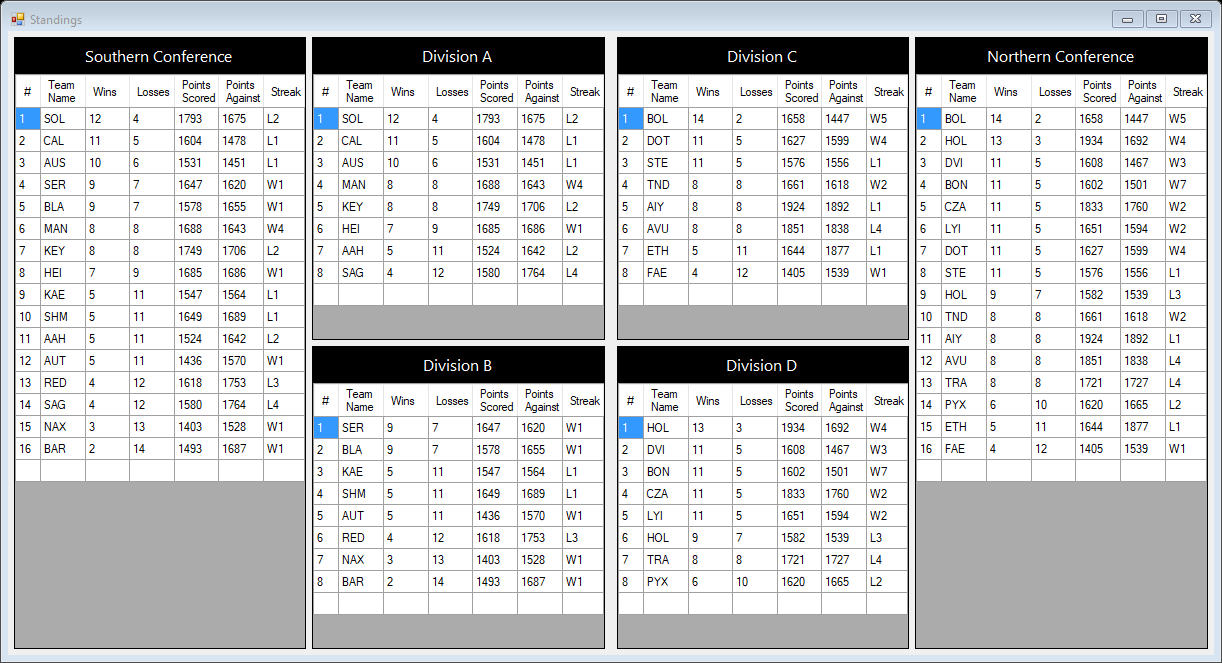 Standings
Southern Conference
# Team Name Wins Losses Points Scored Points Against Streak
1 SOL 12 4 1793 1675 L2
2 CAL 11 5 1604 1478 L1
3 AUS 10 6 1531 1451 L1
4 SER 9 7 1647 1620 W1
5 BLA 9 7 1578 1655 W1
6 MAN 8 8 1688 1643 W4
7 KEY 8 8 1749 1706 L2
8 HEI 7 9 1685 1686 W1
9 KAE 5 11 1547 1564 L1
10 SHM 5 11 1649 1689 L1
11 AAH 5 11 1524 1642 L2
12 AUT 5 11 1436 1570 W1
13 RED 4 12 1618 1753 L3
14 SAG 4 12 1580 1764 L4
15 NAX 3 13 1403 1528 W1
16 BAR 2 14 1493 1687 W1
Division A
# Team Name Wins Losses Points Scored Points Against Streak
1 SOL 12 4 1793 1675 L2
2 CAL 11 5 1604 1478 L1
3 AUS 10 6 1531 1451 L1
4 MAN 8 8 1688 1643 W4
5 KEY 8 8 1749 1706 L2
6 HEI 7 9 1685 1686 W1
7 AAH 5 11 1524 1642 L2
8 SAG 4 12 1580 1764 L4
Division B
# Team Name Wins Losses Points Scored Points Against Streak
1 SER 9 7 1647 1620 W1
2 BLA 9 7 1578 1655 W1
3 KAE 5 11 1547 1564 L1
4 SHM 5 11 1649 1689 L1
5 AUT 5 11 1436 1570 W1
6 RED 4 12 1618 1753 L3
7 NAX 3 13 1403 1528 W1
8 BAR 2 14 1493 1687 W1
Division C
# Team Name Wins Losses Points Scored Points Against Streak
1 BOL 14 2 1658 1447 W5
2 DOT 11 5 1627 1599 W4
3 STE 11 5 1576 1556 L1
4 TND 8 8 1661 1618 W2
5 AIY 8 8 1924 1892 L1
6 AVU 8 8 1851 1838 L4
7 ETH 5 11 1644 1877 L1
8 FAE 4 12 1405 1539 W1
Division D
# Team Name Wins Losses Points Scored Points Against Streak
1 HOL 13 3 1934 1692 W4
2 DVI 11 5 1608 1467 W3
3 BON 11 5 1602 1501 W7
4 CZA 11 5 1833 1760 W2
5 LYI 11 5 1651 1594 W2
6 HOL 9 7 1582 1539 L3
7 TRA 8 8 1721 1727 L4
8 PYX 6 10 1620 1665 L2
Northern Conference
# Team Name Wins Losses Points Scored Points Against Streak
1 BOL 14 2 1658 1447 W5
2 HOL 13 3 1934 1692 W4
3 DVI 11 5 1608 1467 W3
4 BON 11 5 1602 1501 W7
5 CZA 11 5 1833 1760 W2
6 LYI 11 5 1651 1594 W2
7 DOT 11 5 1627 1599 W4
8 STE 11 5 1576 1556 L1
9 HOL 9 7 1582 1539 L3
10 TND 8 8 1661 1618 W2
11 AIY 8 8 1924 1892 L1
12 AVU 8 8 1851 1838 L4
13 TRA 8 8 1721 1727 L4
14 PYX 6 10 1620 1665 L2
15 ETH 5 11 1644 1877 L1
16 FAE 4 12 1405 1539 W1